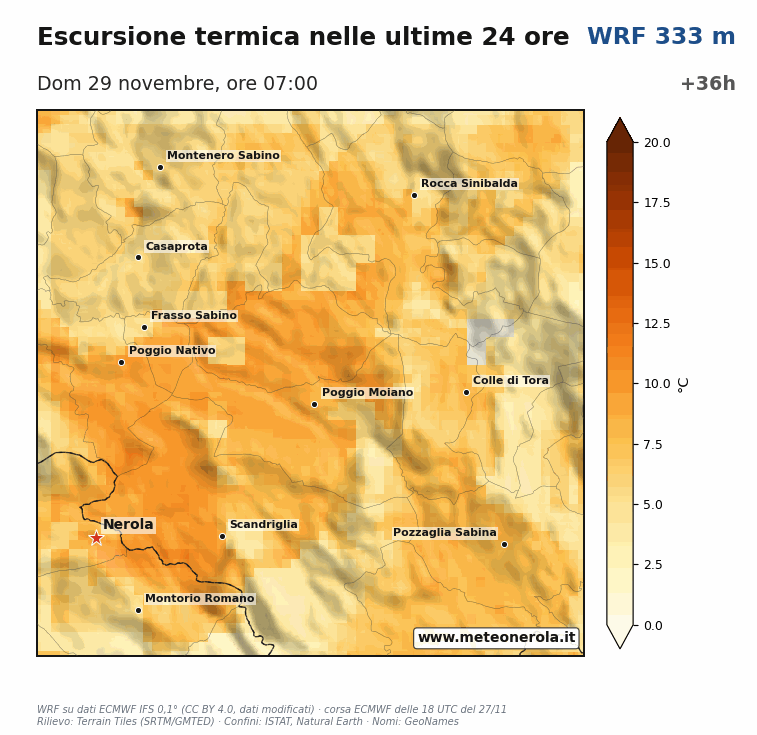 Escursione termica nelle ultime 24 ore WRF 333 m
Dom 29 novembre, ore 07:00 +36h
Montenero Sabino
Rocca Sinibalda
Casaprota
Frasso Sabino
Poggio Nativo
Colle di Tora
Poggio Moiano
Nerola
Scandriglia
Pozzaglia Sabina
Montorio Romano
www.meteonerola.it
20.0
17.5
15.0
12.5
10.0
7.5
5.0
2.5
0.0
°C
WRF su dati ECMWF IFS 0,1° (CC BY 4.0, dati modificati) · corsa ECMWF delle 18 UTC del 27/11
Rilievo: Terrain Tiles (SRTM/GMTED) · Confini: ISTAT, Natural Earth · Nomi: GeoNames